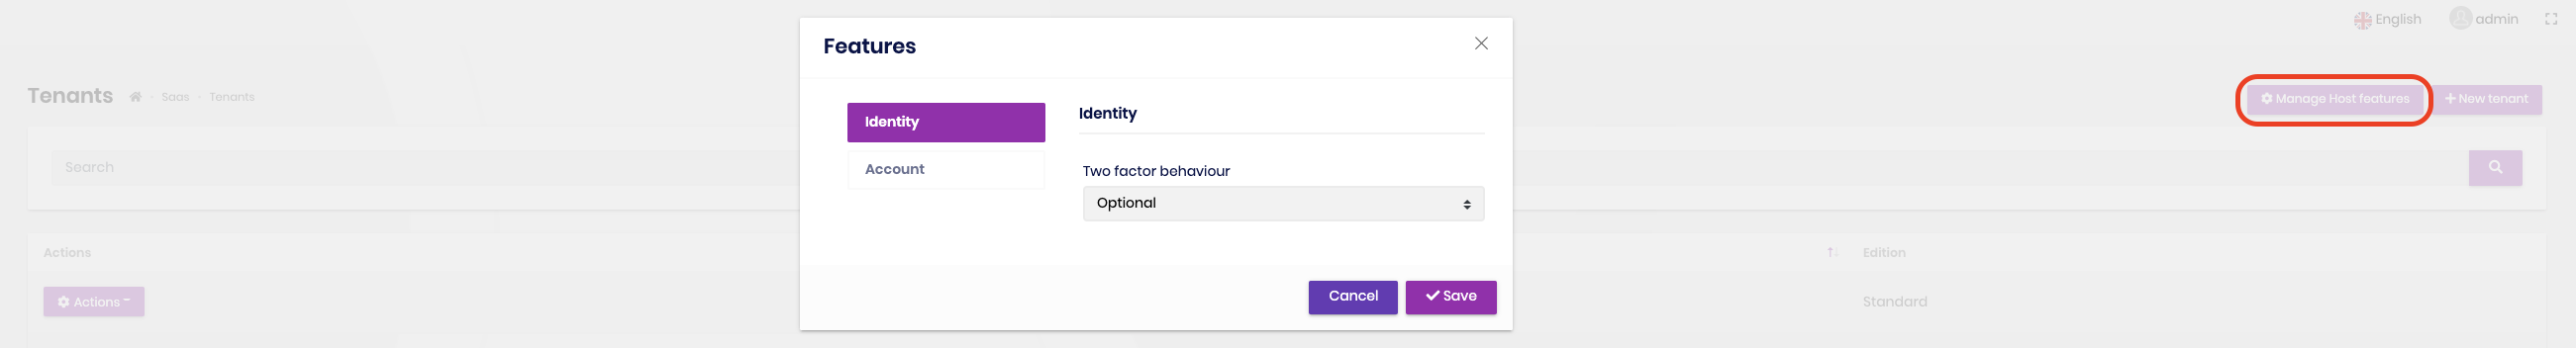 English admin
Features
Tenants - Saas - Tenants
Manage Host features
New tenant
Identity
Account
Identity
Search
Two factor behaviour
Optional
Actions
Edition
Actions
Standard
Cancel
Save